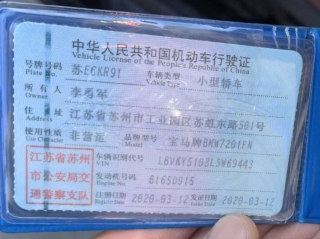 中华人民共和国机动车行驶证
Vehicle License of the People's Republic of China
号牌号码 苏E6KR91 车辆类型 小型轿车
Plate No. Vehicle Type
所有人 李勇军
Owner
住址 江苏省苏州市工业园区苏虹东路501号
Address
使用性质 非营运 品牌型号 宝马牌BMW7201FN
Use Character Model
江苏省苏州
市公安局交
通警察支队
车辆识别代号
VIN
发动机号码 B1650915
Engine No.
注册日期 2020-03-12 发证日期 2020-03-12
Register Date Issue Date